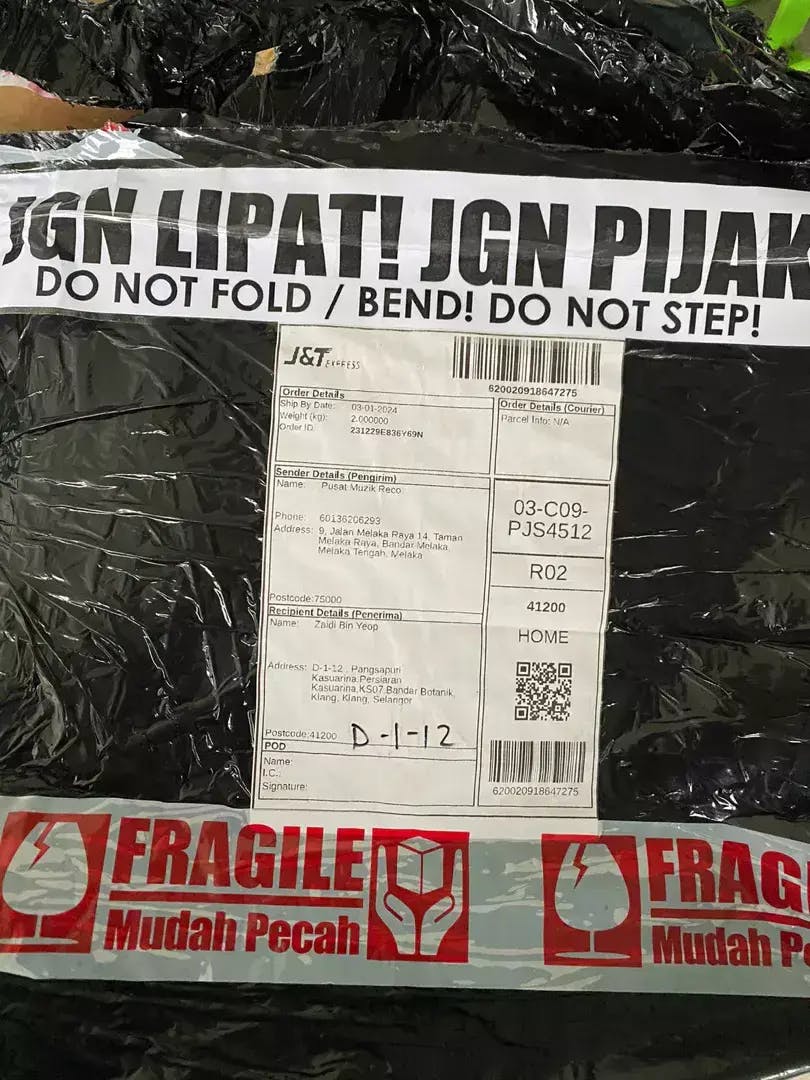 JGN LIPAT! JGN PIJAK
DO NOT FOLD / BEND! DO NOT STEP!
J&T EXPRESS
620020918647275
Order Details
Ship By Date: 03-01-2024
Weight (kg): 2.000000
Order ID: 231229E836Y69N
Order Details (Courier)
Parcel Info: N/A
Sender Details (Pengirim)
Name: Pusat Muzik Reco
Phone: 60136206293
Address: 9, Jalan Melaka Raya 14, Taman
Melaka Raya, Bandar Melaka,
Melaka Tengah, Melaka
Postcode:75000
03-C09-
PJS4512
R02
41200
HOME
Recipient Details (Penerima)
Name: Zaidi Bin Yeop
Address: D-1-12 , Pangsapuri
Kasuarina,Persiaran
Kasuarina,KS07,Bandar Botanik,
Klang, Klang, Selangor
Postcode:41200
D-1-12
POD
Name:
I.C.:
Signature:
620020918647275
FRAGILE
Mudah Pecah
FRAGI
Mudah Pe